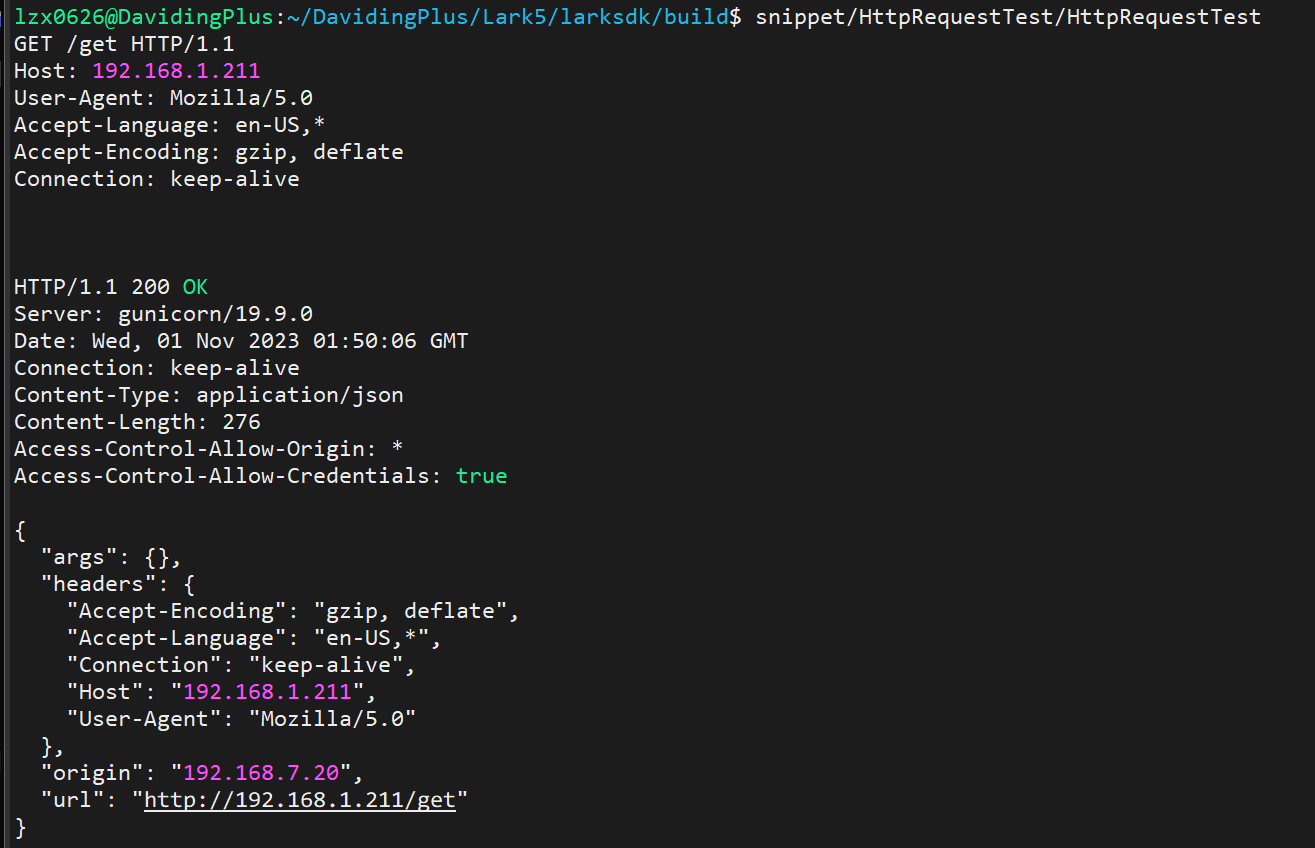 lzx0626@DavidingPlus:~/DavidingPlus/Lark5/larksdk/build$ snippet/HttpRequestTest/HttpRequestTest
GET /get HTTP/1.1
Host: 192.168.1.211
User-Agent: Mozilla/5.0
Accept-Language: en-US,*
Accept-Encoding: gzip, deflate
Connection: keep-alive
HTTP/1.1 200 OK
Server: gunicorn/19.9.0
Date: Wed, 01 Nov 2023 01:50:06 GMT
Connection: keep-alive
Content-Type: application/json
Content-Length: 276
Access-Control-Allow-Origin: *
Access-Control-Allow-Credentials: true
{
  "args": {},
  "headers": {
    "Accept-Encoding": "gzip, deflate",
    "Accept-Language": "en-US,*",
    "Connection": "keep-alive",
    "Host": "192.168.1.211",
    "User-Agent": "Mozilla/5.0"
  },
  "origin": "192.168.7.20",
  "url": "http://192.168.1.211/get"
}